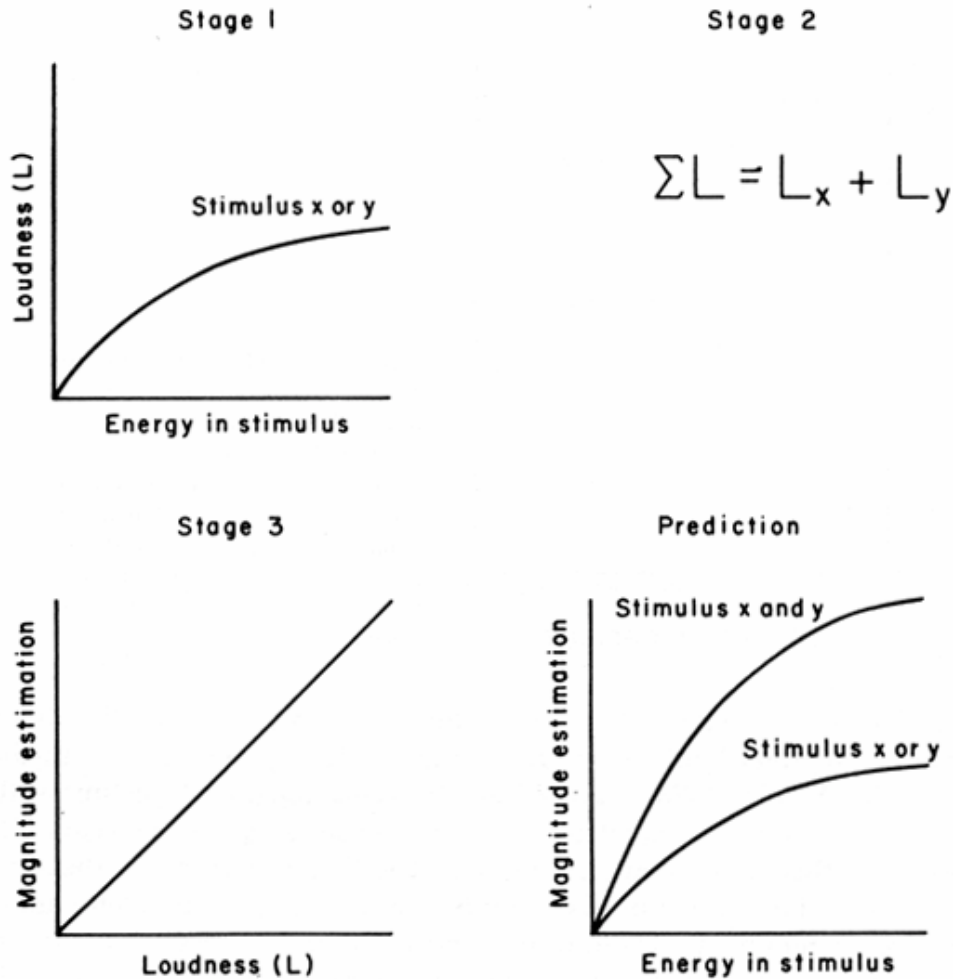 Stage 1
Stage 2
Loudness (L)
Stimulus x or y
Energy in stimulus
ΣL = Lx + Ly
Stage 3
Prediction
Magnitude estimation
Loudness (L)
Magnitude estimation
Stimulus x and y
Stimulus x or y
Energy in stimulus